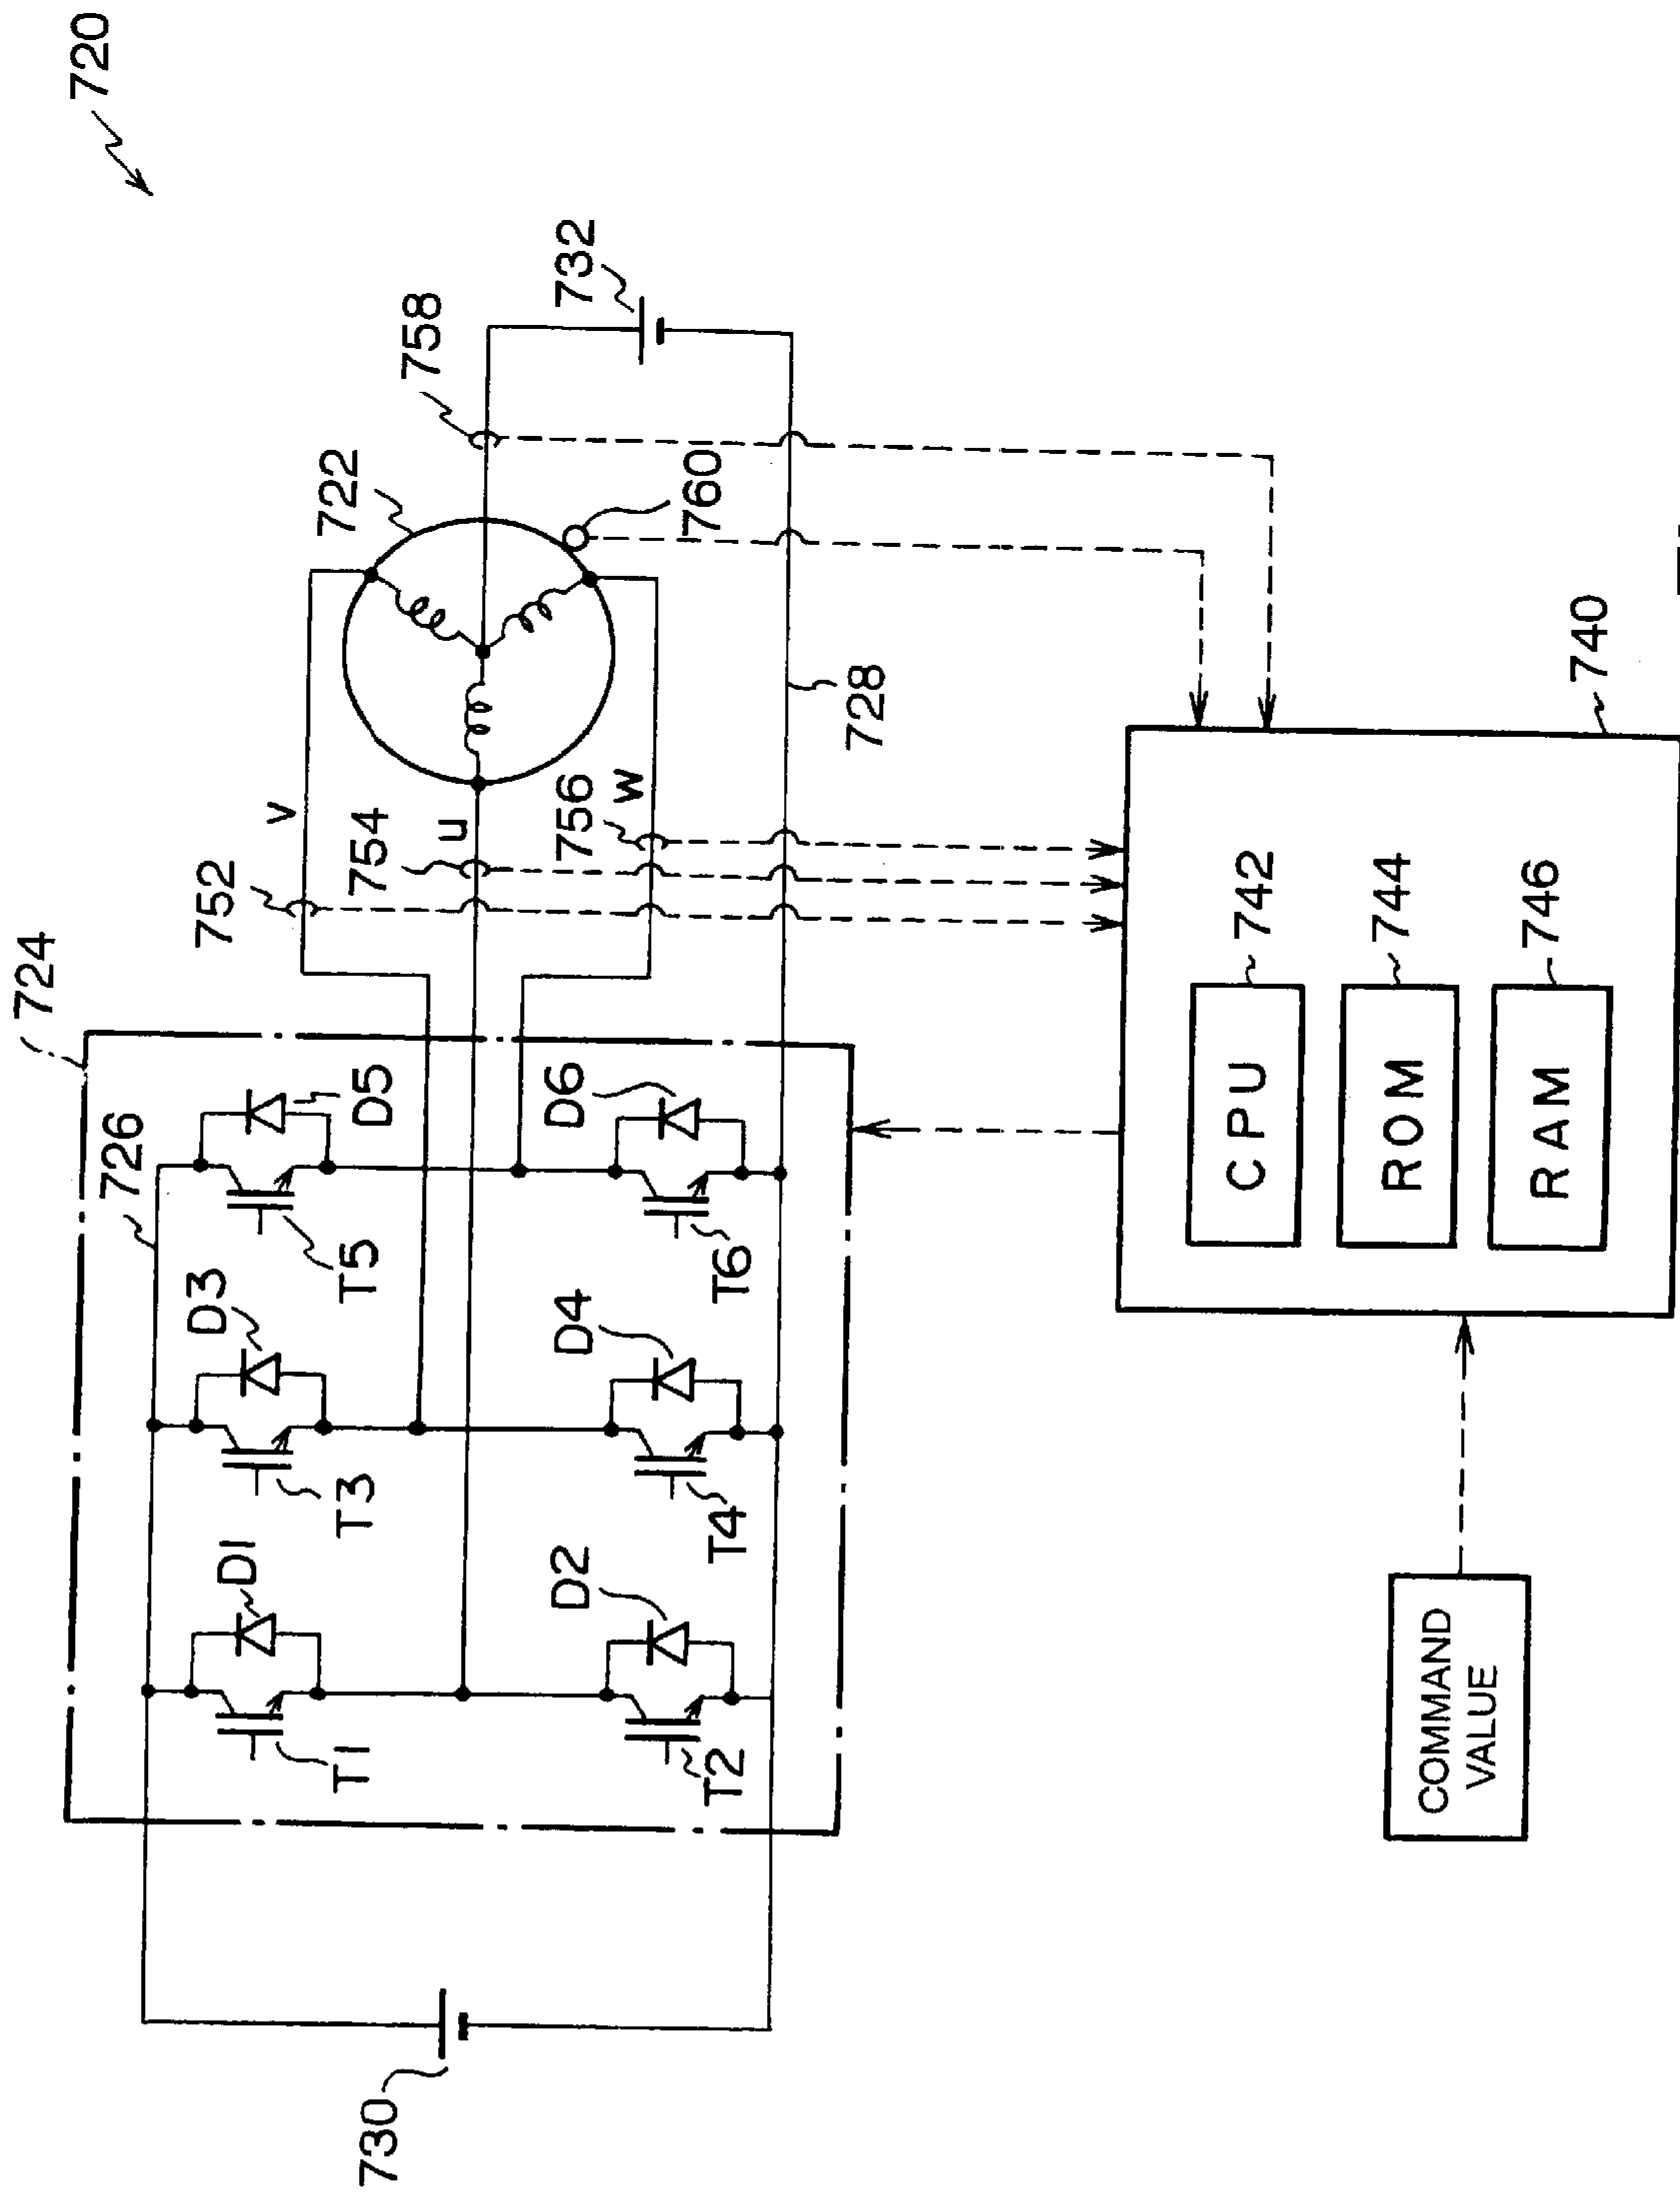 720
724
726
D1
D3
D5
T1
T3
T5
D2
D4
D6
T2
T4
T6
730
752
v
754
u
756
w
722
758
760
732
728
740
CPU
742
ROM
744
RAM
746
COMMAND
VALUE